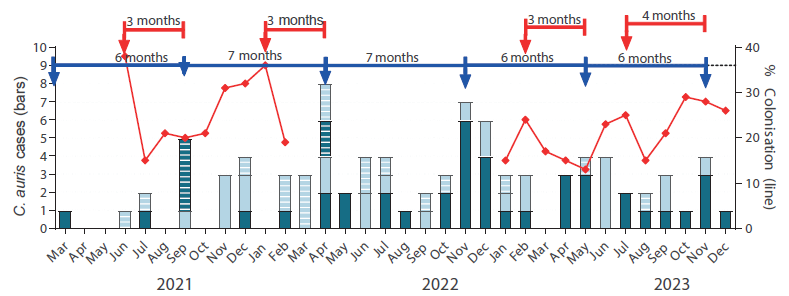 3 months
3 months
3 months
4 months
6 months
7 months
7 months
6 months
6 months
C. auris cases (bars)
10
9
8
7
6
5
4
3
2
1
0
40
30
20
10
0
% Colonisation (line)
Mar Apr May Jun Jul Aug Sep Oct Nov Dec Jan Feb Mar Apr May Jun Jul Aug Sep Oct Nov Dec Jan Feb Mar Apr May Jun Jul Aug Sep Oct Nov Dec
2021 2022 2023